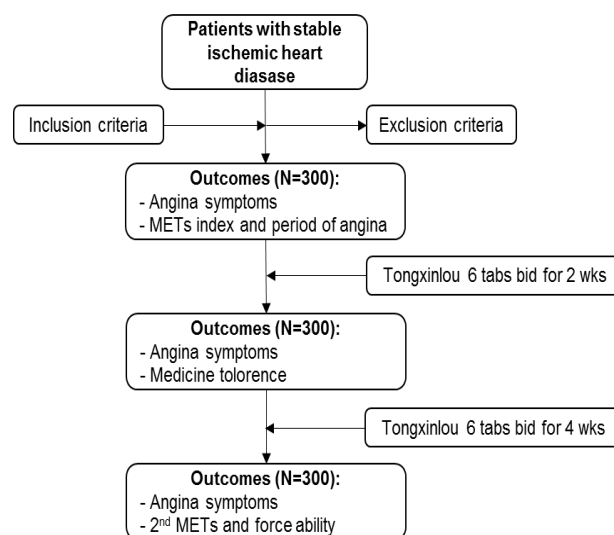 Patients with stable
ischemic heart
diasase
Inclusion criteria
Exclusion criteria
Outcomes (N=300):
- Angina symptoms
- METs index and period of angina
Tongxinlou 6 tabs bid for 2 wks
Outcomes (N=300):
- Angina symptoms
- Medicine tolorence
Tongxinlou 6 tabs bid for 4 wks
Outcomes (N=300):
- Angina symptoms
- 2nd METs and force ability